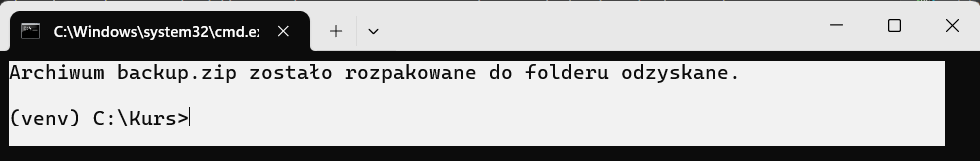 C:\Windows\system32\cmd.e
Archiwum backup.zip zostało rozpakowane do folderu odzyskane.
(venv) C:\Kurs>